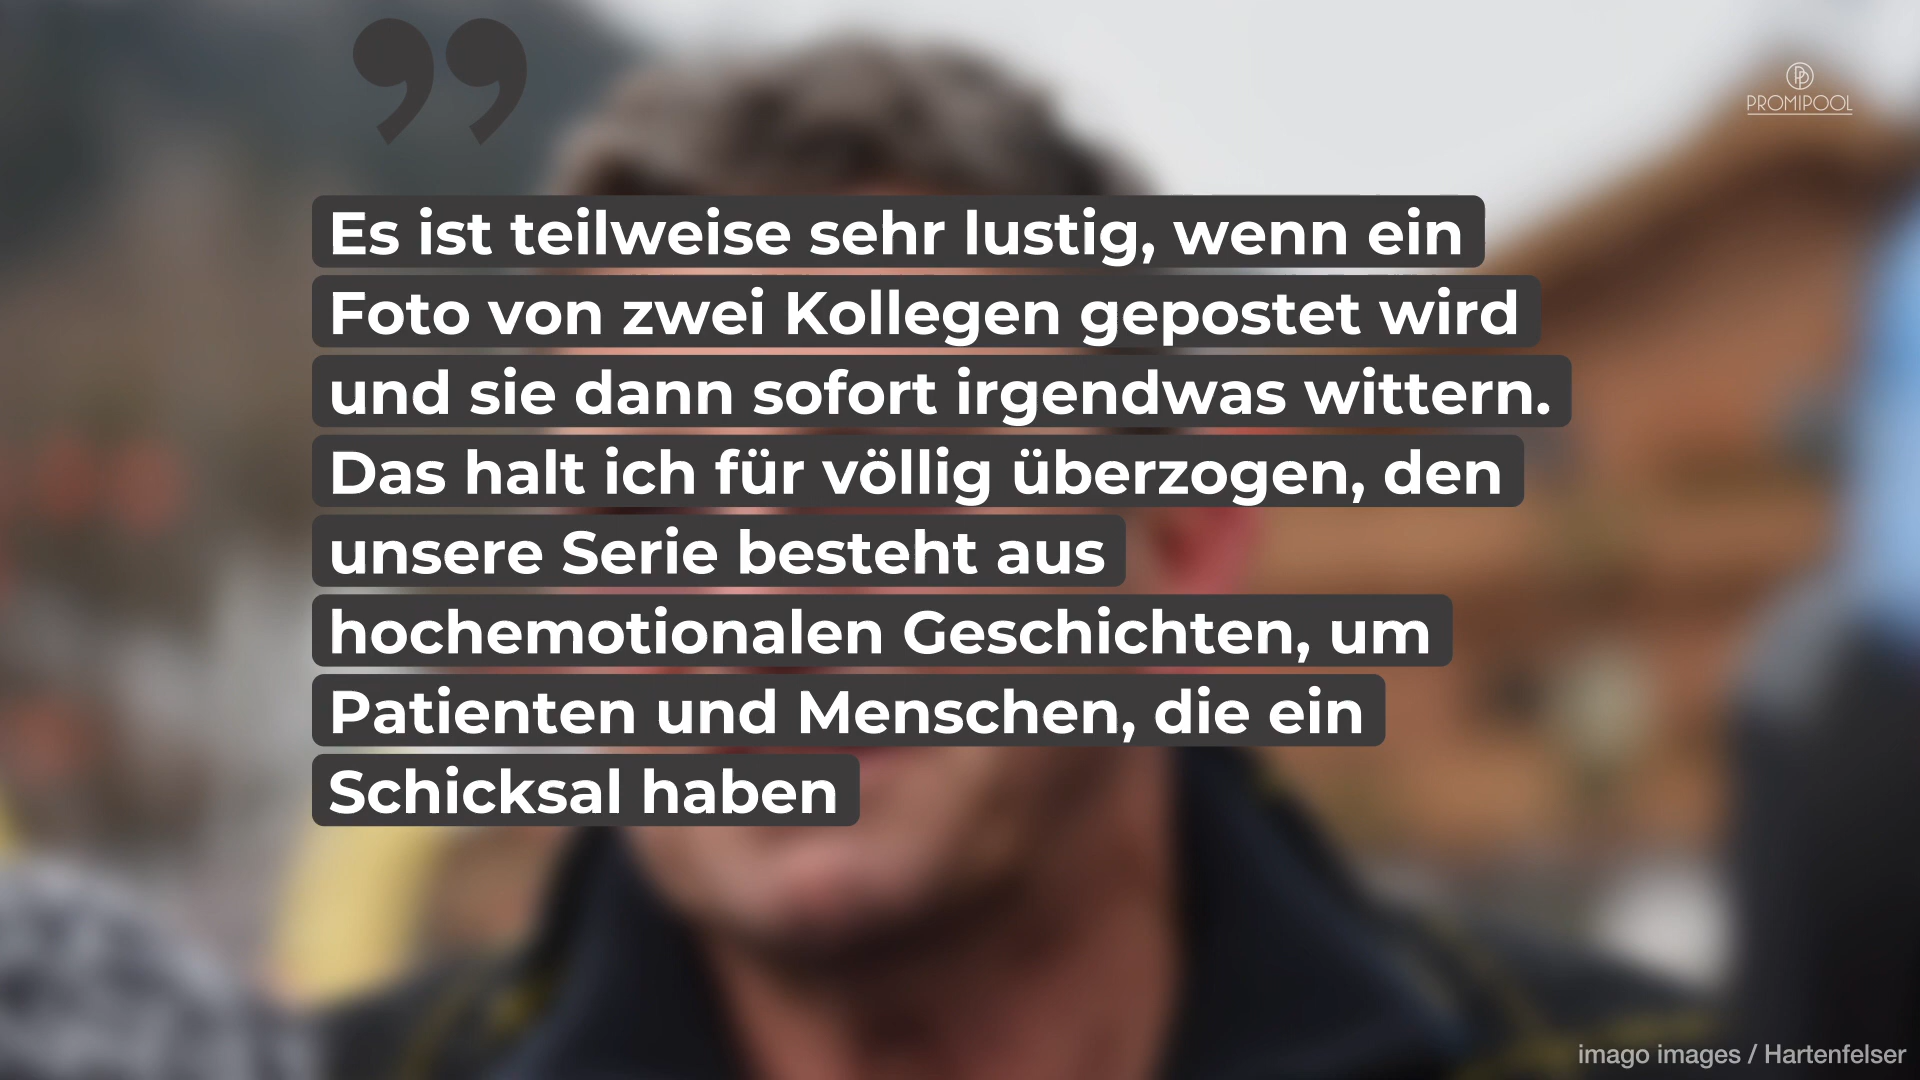 ”
PROMIPOOL
Es ist teilweise sehr lustig, wenn ein
Foto von zwei Kollegen gepostet wird
und sie dann sofort irgendwas wittern.
Das halt ich für völlig überzogen, den
unsere Serie besteht aus
hochemotionalen Geschichten, um
Patienten und Menschen, die ein
Schicksal haben
imago images / Hartenfelser